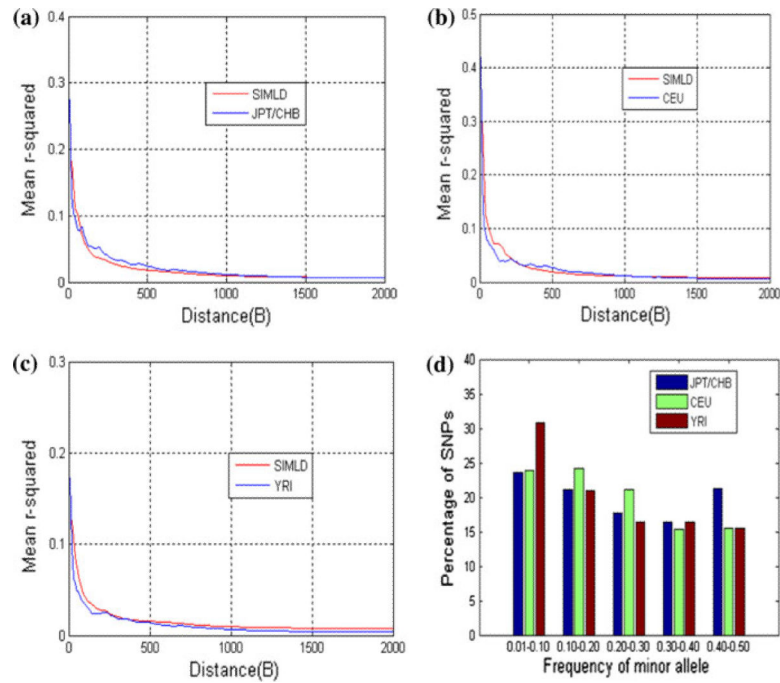 (a)
0.4
0.3
0.2
0.1
0
Mean r-squared
SIMLD
JPT/CHB
0 500 1000 1500 2000
Distance(B)
(b)
0.5
0.4
0.3
0.2
0.1
0
Mean r-squared
SIMLD
CEU
0 500 1000 1500 2000
Distance(B)
(c)
0.3
0.2
0.1
0
Mean r-squared
SIMLD
YRI
0 500 1000 1500 2000
Distance(B)
(d)
40
35
30
25
20
15
10
5
0
Percentage of SNPs
JPT/CHB
CEU
YRI
0.01-0.10 0.10-0.20 0.20-0.30 0.30-0.40 0.40-0.50
Frequency of minor allele